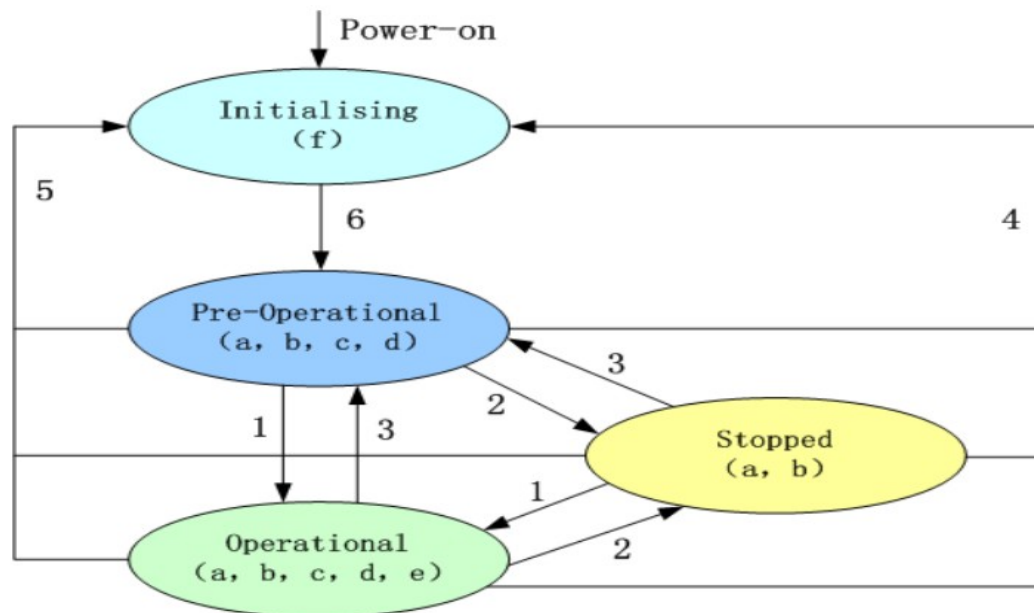 Power-on
Initialising
(f)
5
6
4
Pre-Operational
(a, b, c, d)
3
2
1
3
Stopped
(a, b)
1
Operational
(a, b, c, d, e)
2